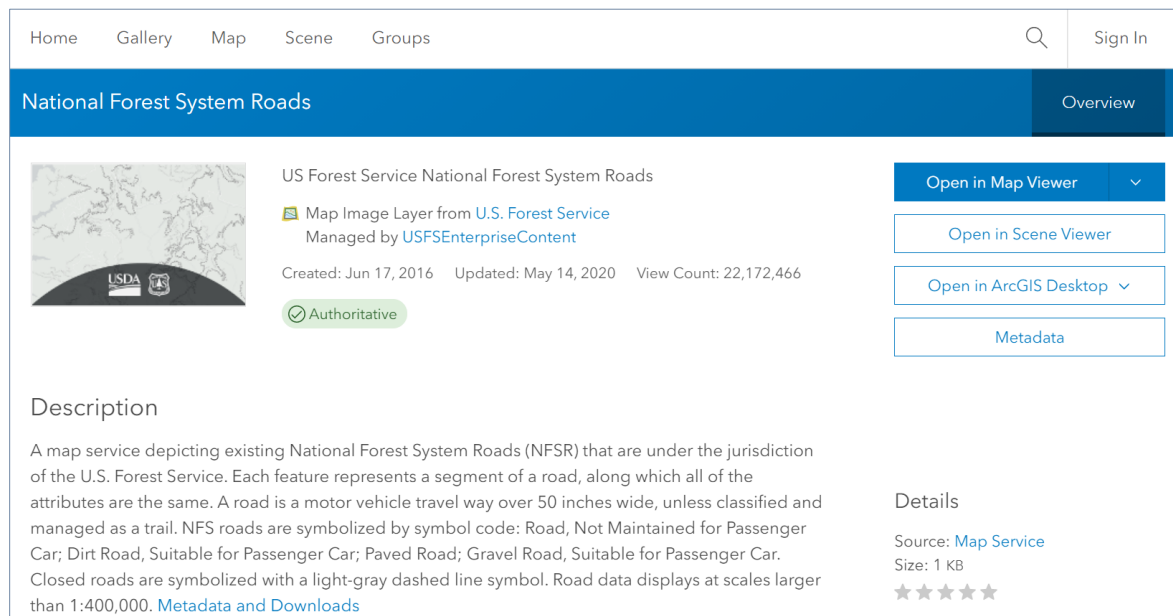 Home Gallery Map Scene Groups Sign In
National Forest System Roads Overview
US Forest Service National Forest System Roads
Map Image Layer from U.S. Forest Service
Managed by USFSEnterpriseContent
Created: Jun 17, 2016 Updated: May 14, 2020 View Count: 22,172,466
Authoritative
USDA
Open in Map Viewer
Open in Scene Viewer
Open in ArcGIS Desktop
Metadata
Description
A map service depicting existing National Forest System Roads (NFSR) that are under the jurisdiction
of the U.S. Forest Service. Each feature represents a segment of a road, along which all of the
attributes are the same. A road is a motor vehicle travel way over 50 inches wide, unless classified and
managed as a trail. NFS roads are symbolized by symbol code: Road, Not Maintained for Passenger
Car; Dirt Road, Suitable for Passenger Car; Paved Road; Gravel Road, Suitable for Passenger Car.
Closed roads are symbolized with a light-gray dashed line symbol. Road data displays at scales larger
than 1:400,000. Metadata and Downloads
Details
Source: Map Service
Size: 1 KB